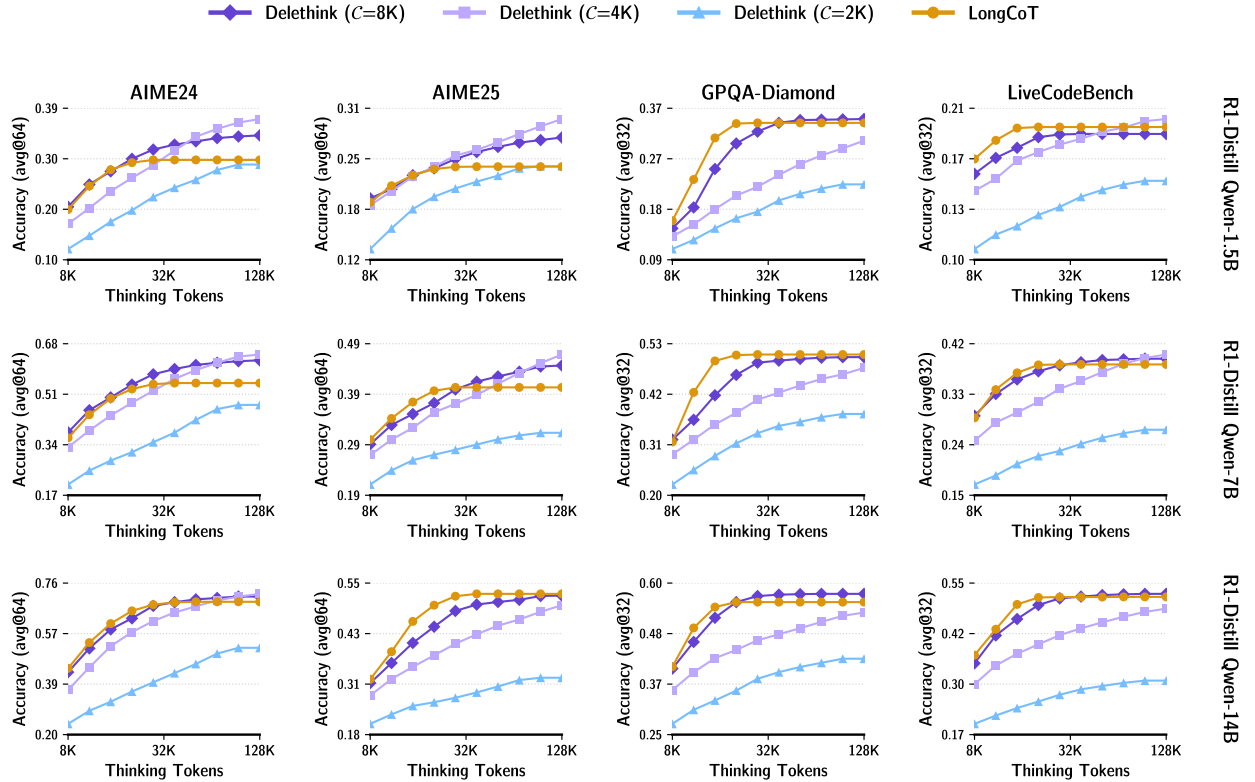 Delethink (C=8K) Delethink (C=4K) Delethink (C=2K) LongCoT
AIME24
Accuracy (avg@64)
0.39
0.30
0.20
0.10
8K 32K 128K
Thinking Tokens
AIME25
Accuracy (avg@64)
0.31
0.25
0.18
0.12
8K 32K 128K
Thinking Tokens
GPQA-Diamond
Accuracy (avg@32)
0.37
0.27
0.18
0.09
8K 32K 128K
Thinking Tokens
LiveCodeBench
Accuracy (avg@32)
0.21
0.17
0.13
0.10
8K 32K 128K
Thinking Tokens
R1-Distill Qwen-1.5B
Accuracy (avg@64)
0.68
0.51
0.34
0.17
8K 32K 128K
Thinking Tokens
Accuracy (avg@64)
0.49
0.39
0.29
0.19
8K 32K 128K
Thinking Tokens
Accuracy (avg@32)
0.53
0.42
0.31
0.20
8K 32K 128K
Thinking Tokens
Accuracy (avg@32)
0.42
0.33
0.24
0.15
8K 32K 128K
Thinking Tokens
R1-Distill Qwen-7B
Accuracy (avg@64)
0.76
0.57
0.39
0.20
8K 32K 128K
Thinking Tokens
Accuracy (avg@64)
0.55
0.43
0.31
0.18
8K 32K 128K
Thinking Tokens
Accuracy (avg@32)
0.60
0.48
0.37
0.25
8K 32K 128K
Thinking Tokens
Accuracy (avg@32)
0.55
0.42
0.30
0.17
8K 32K 128K
Thinking Tokens
R1-Distill Qwen-14B